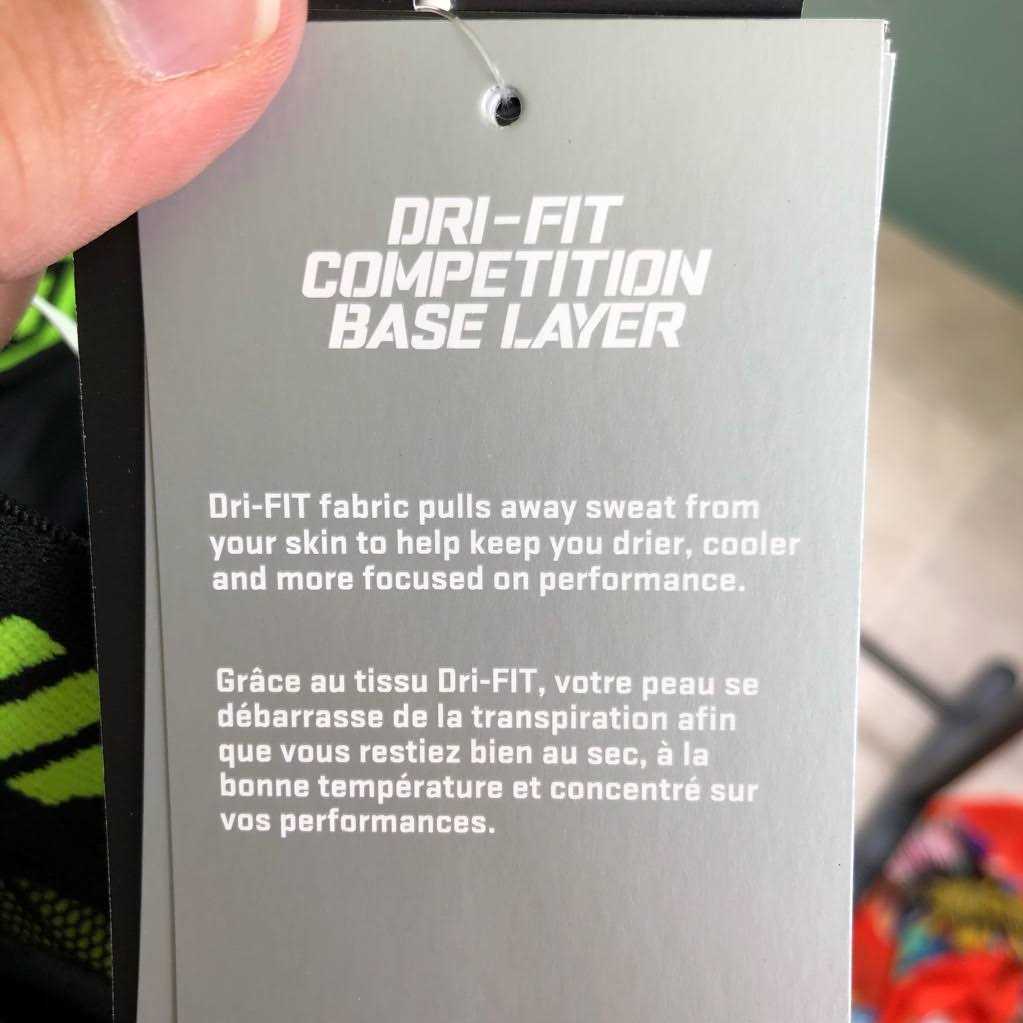 DRI-FIT
COMPETITION
BASE LAYER
Dri-FIT fabric pulls away sweat from
your skin to help keep you drier, cooler
and more focused on performance.
Grâce au tissu Dri-FIT, votre peau se
débarrasse de la transpiration afin
que vous restiez bien au sec, à la
bonne température et concentré sur
vos performances.